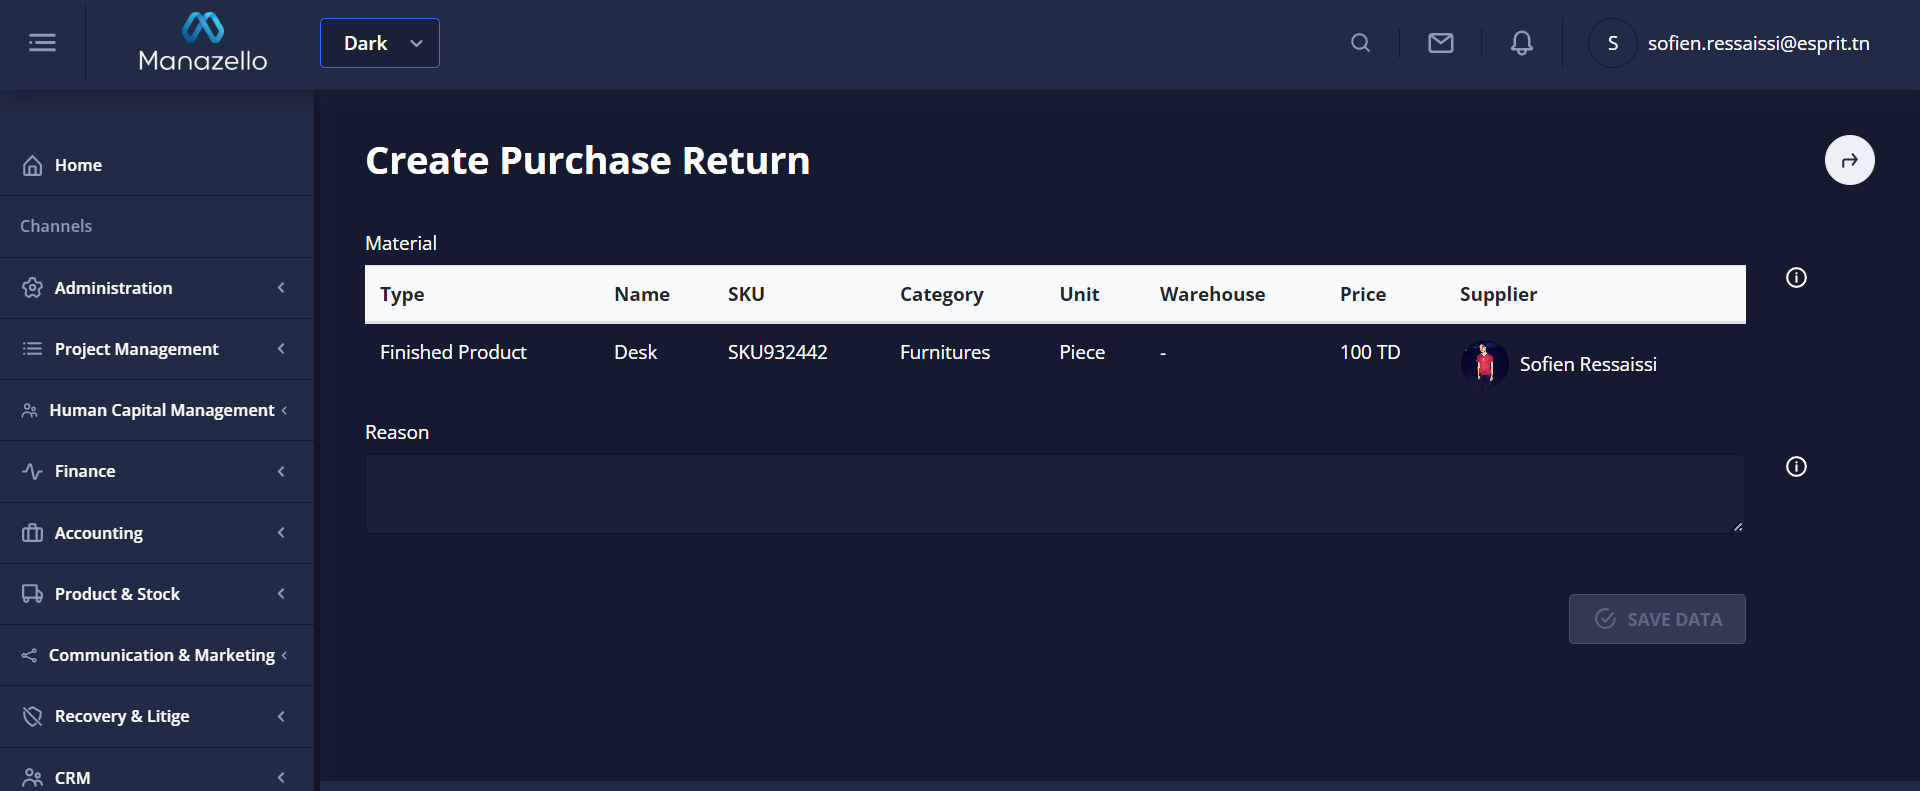 Manazello
Dark
S
sofien.ressaissi@esprit.tn
Home
Channels
Administration
Project Management
Human Capital Management
Finance
Accounting
Product & Stock
Communication & Marketing
Recovery & Litige
CRM
Create Purchase Return
Material
Type Name SKU Category Unit Warehouse Price Supplier
Finished Product Desk SKU932442 Furnitures Piece - 100 TD Sofien Ressaissi
Reason
SAVE DATA